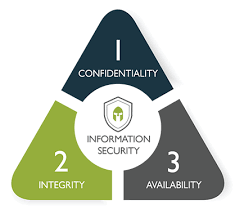 1
CONFIDENTIALITY
INFORMATION
SECURITY
2
INTEGRITY
3
AVAILABILITY